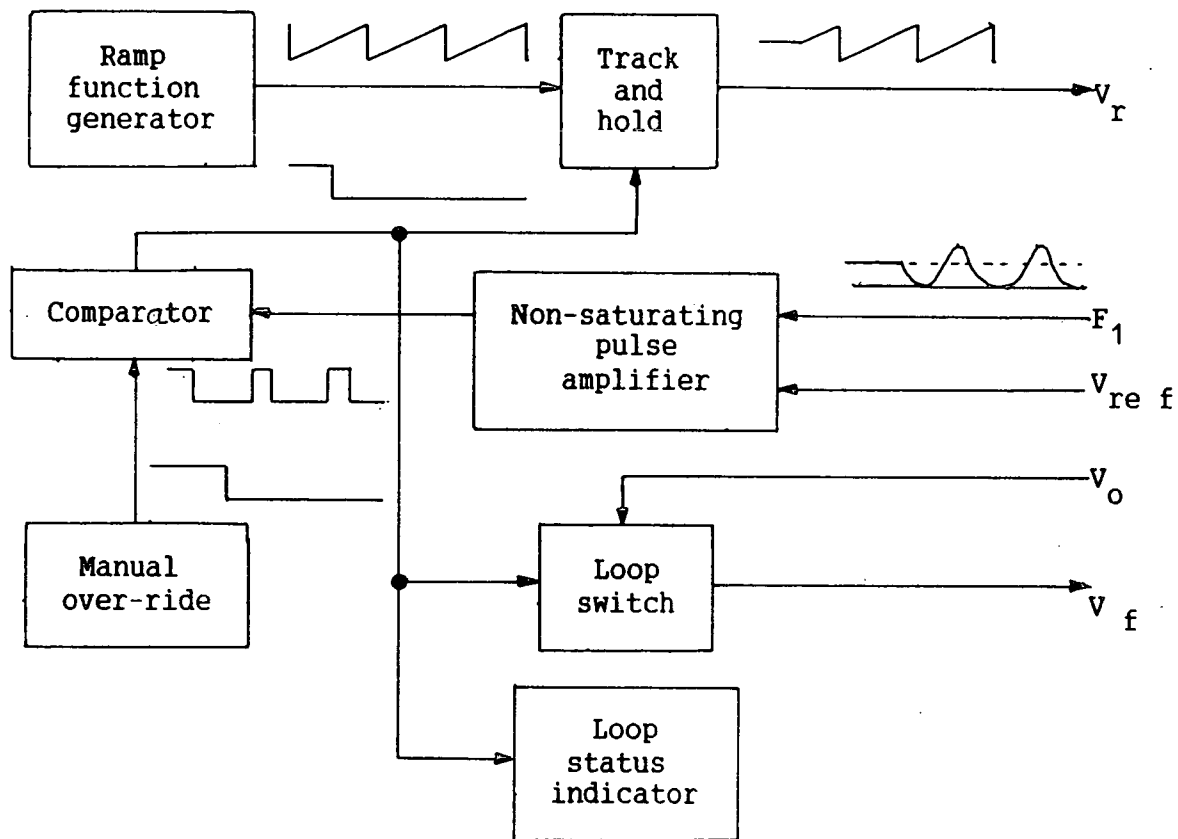 Ramp
function
generator
Track
and
hold
V_r
Comparator
Non-saturating
pulse
amplifier
F_1
V_re f
V_o
Manual
over-ride
Loop
switch
V_f
Loop
status
indicator